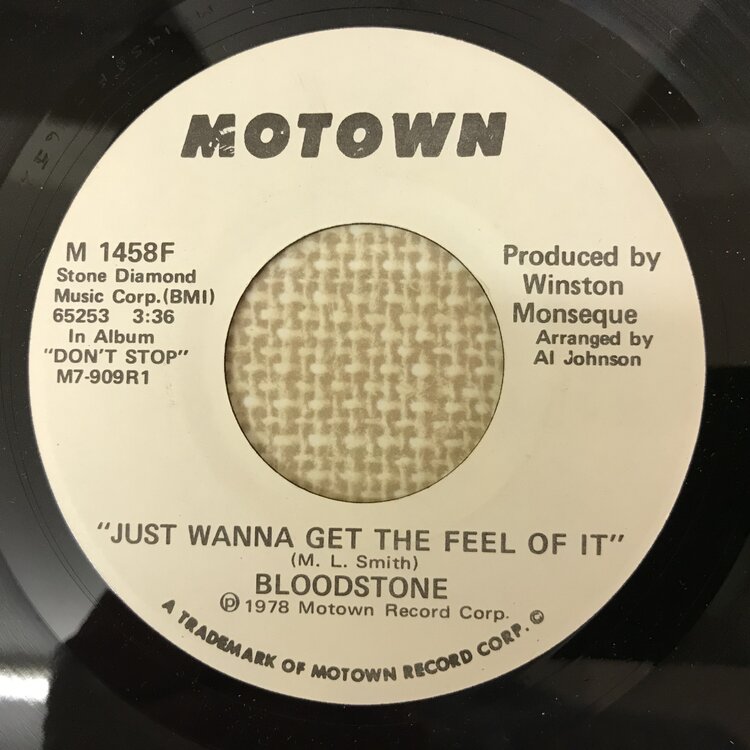 MOTOWN
M 1458F
Stone Diamond
Music Corp.(BMI)
65253 3:36
In Album
"DON'T STOP"
M7-909R1
Produced by
Winston
Monseque
Arranged by
Al Johnson
"JUST WANNA GET THE FEEL OF IT"
(M. L. Smith)
BLOODSTONE
℗ 1978 Motown Record Corp.
A TRADEMARK OF MOTOWN RECORD CORP. ©